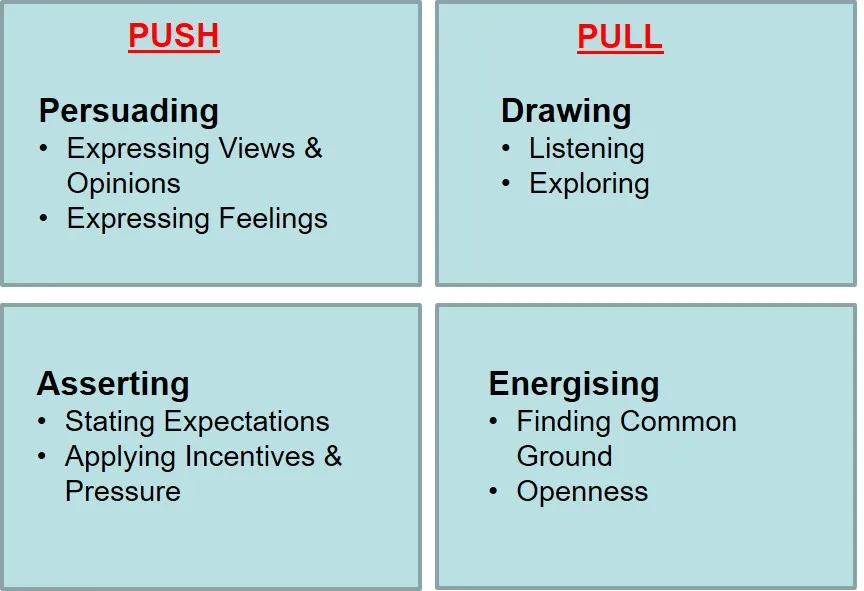 PUSH
Persuading
• Expressing Views &
Opinions
• Expressing Feelings
PULL
Drawing
• Listening
• Exploring
Asserting
• Stating Expectations
• Applying Incentives &
Pressure
Energising
• Finding Common
Ground
• Openness